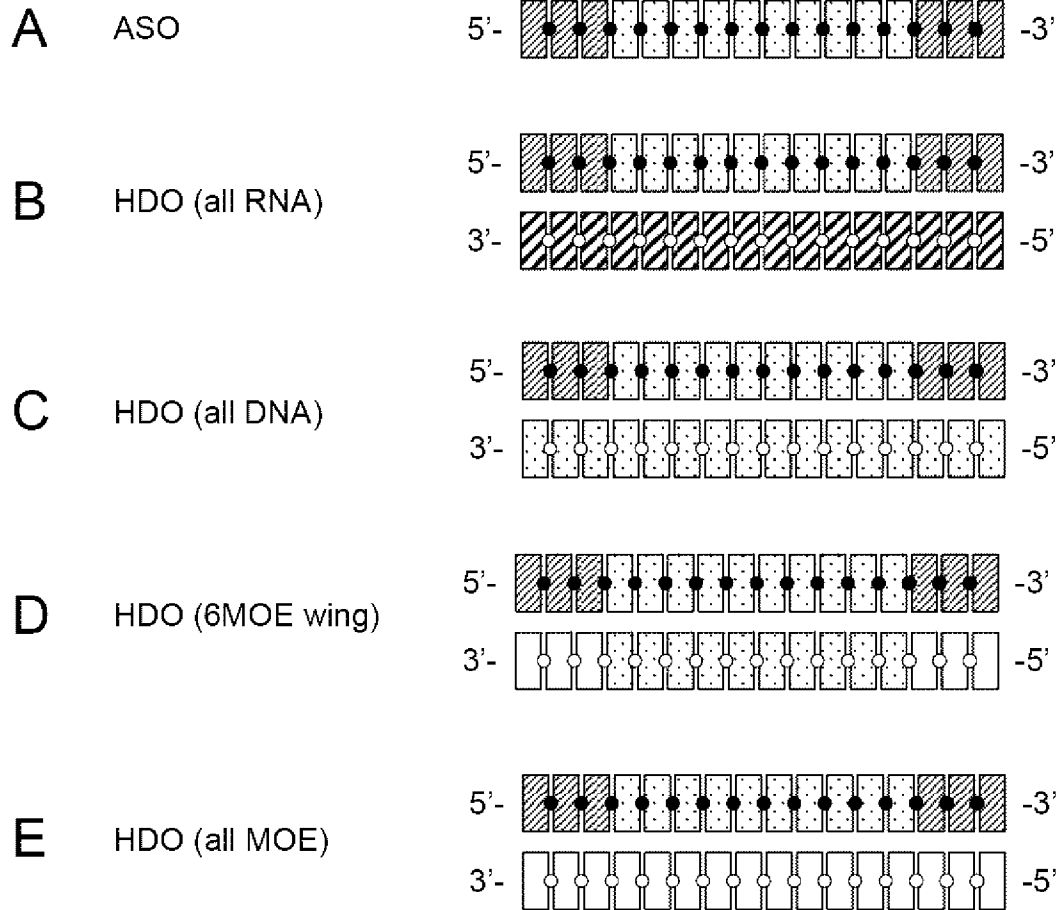 A ASO 5'- -3'
B HDO (all RNA) 5'- -3'
3'- -5'
C HDO (all DNA) 5'- -3'
3'- -5'
D HDO (6MOE wing) 5'- -3'
3'- -5'
E HDO (all MOE) 5'- -3'
3'- -5'